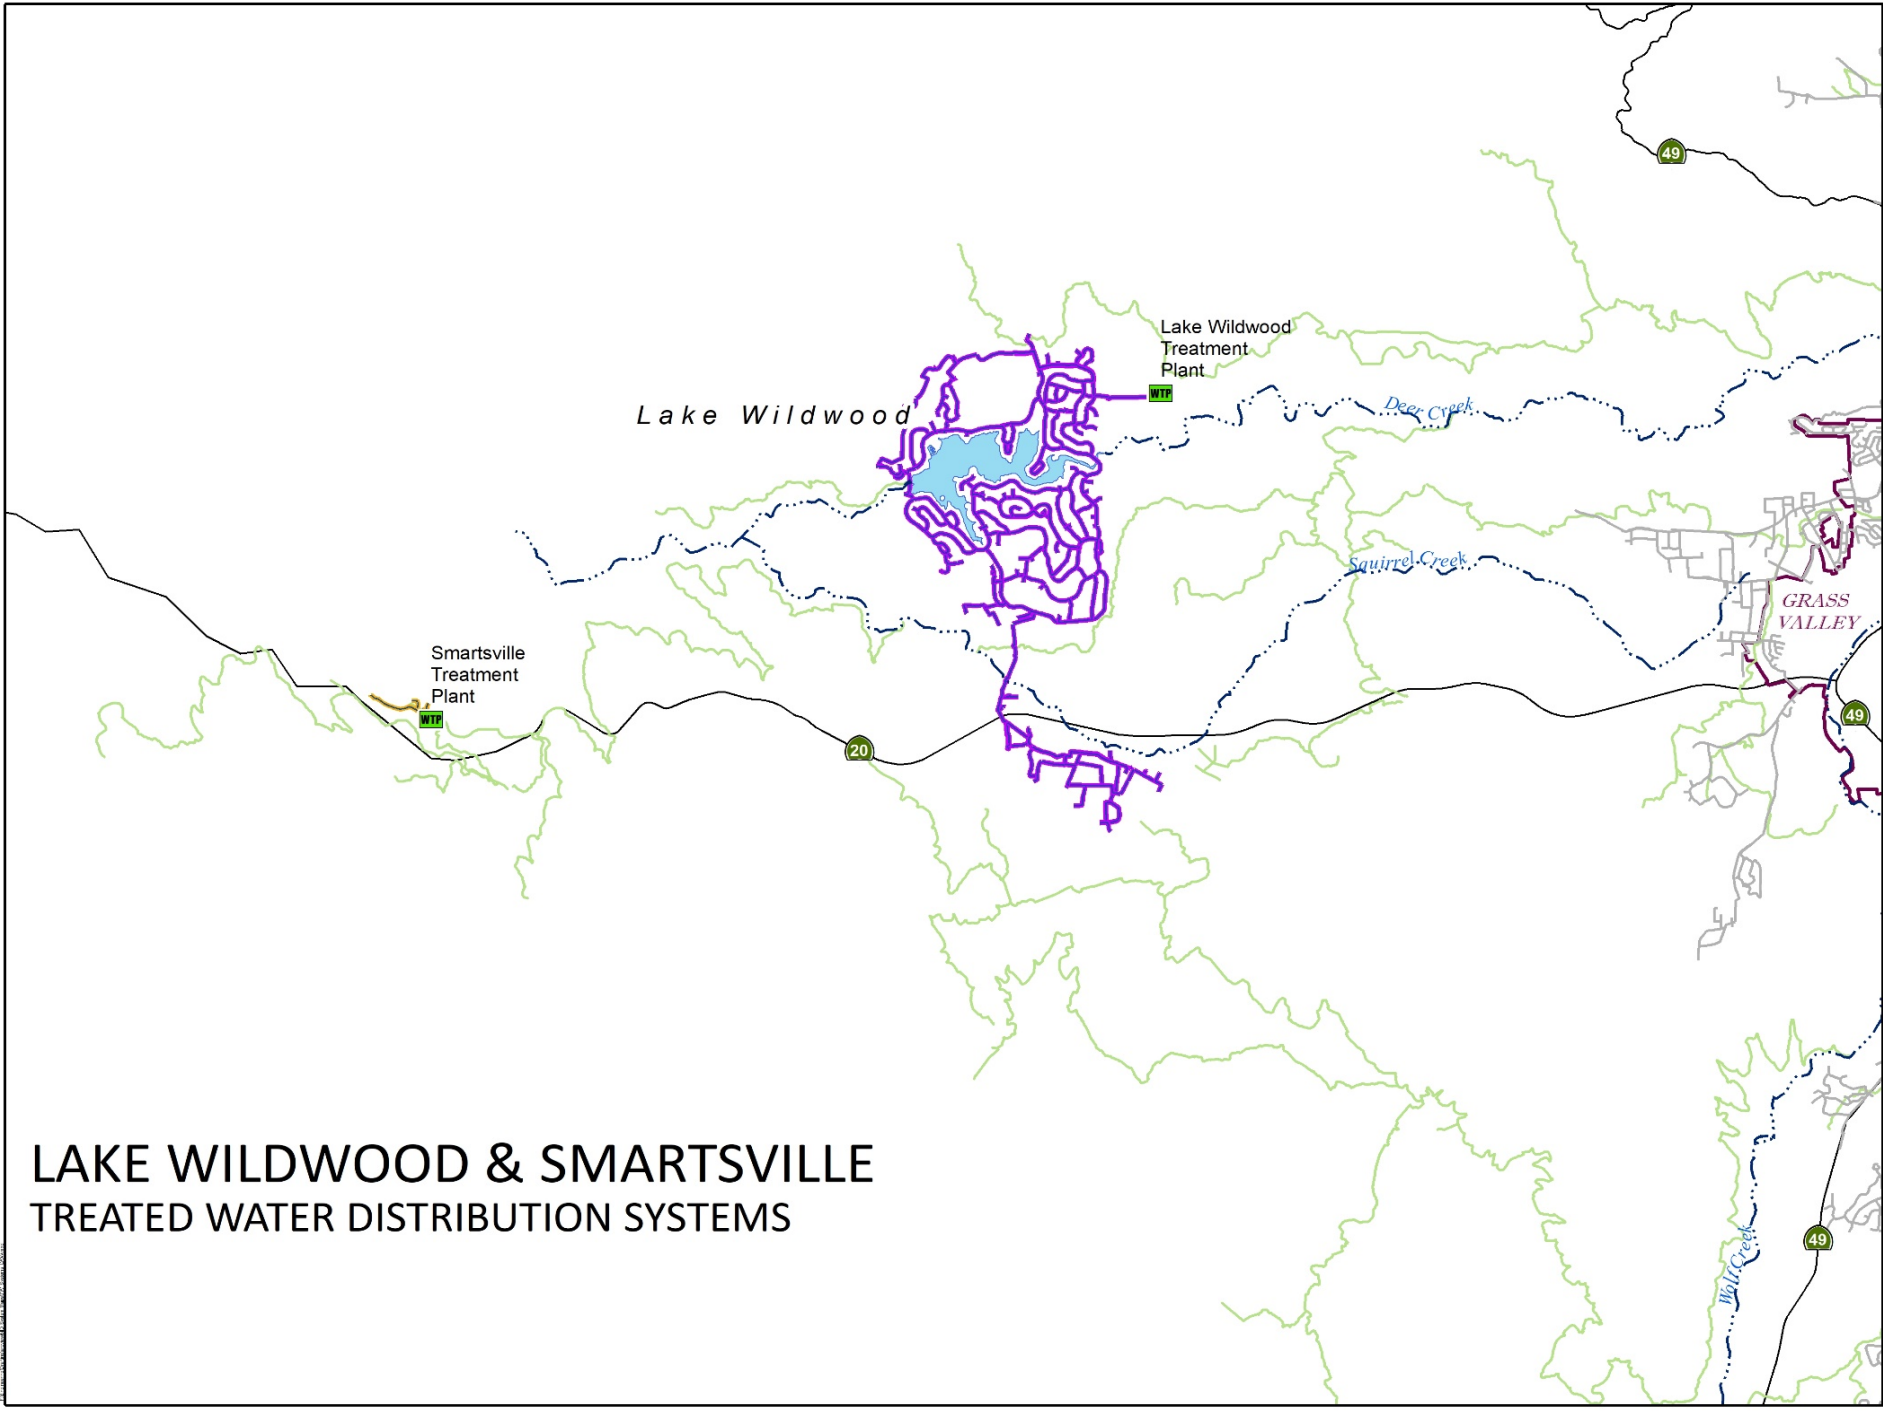 49
Lake Wildwood
Treatment
Plant
WTP
Lake Wildwood
Deer Creek
Squirrel Creek
GRASS
VALLEY
Smartsville
Treatment
Plant
WTP
49
20
LAKE WILDWOOD & SMARTSVILLE
TREATED WATER DISTRIBUTION SYSTEMS
49
Wolf Creek